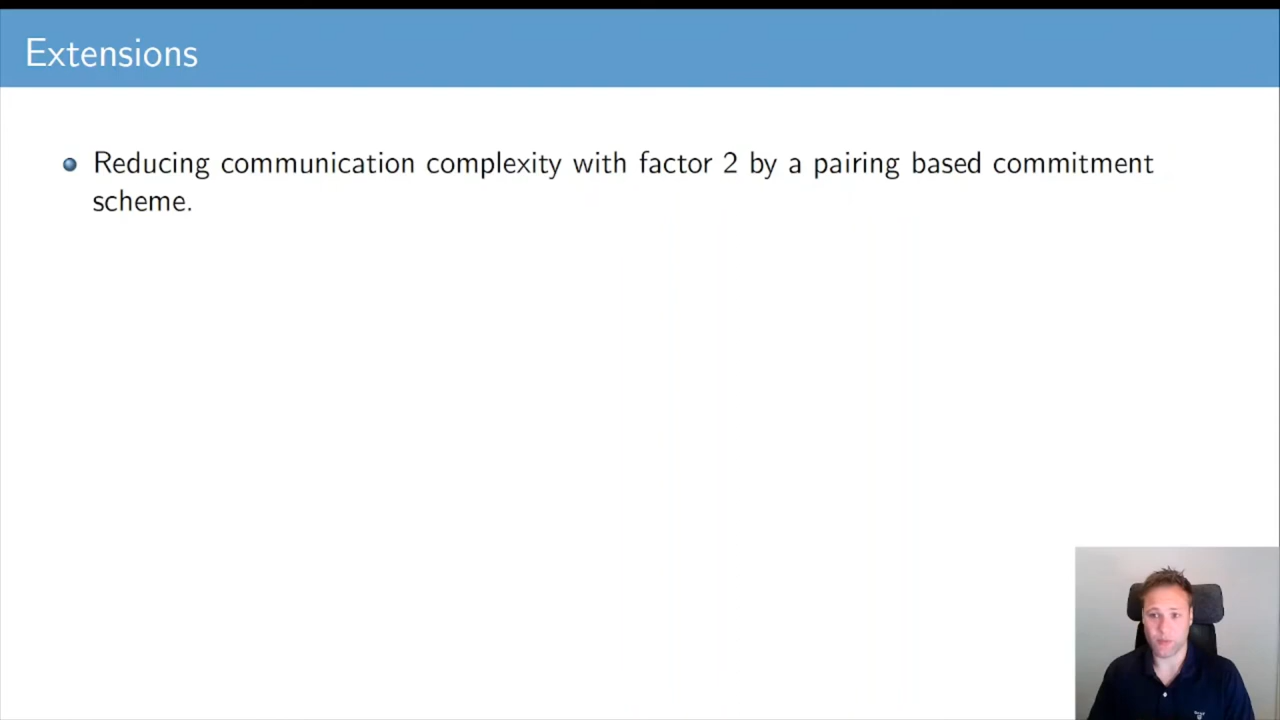 Extensions
Reducing communication complexity with factor 2 by a pairing based commitment
scheme.